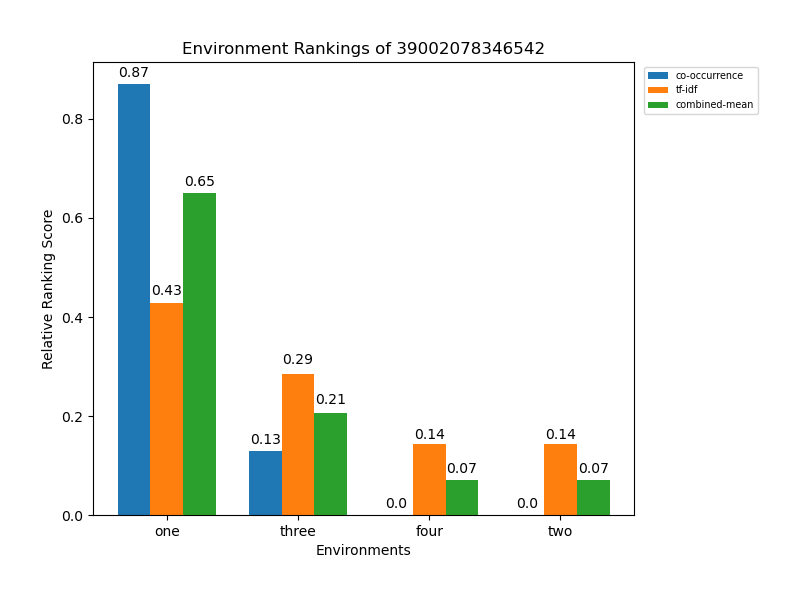 Environment Rankings of 39002078346542
co-occurrence
tf-idf
combined-mean
Relative Ranking Score
0.8
0.6
0.4
0.2
0.0
0.87
0.43
0.65
0.13
0.29
0.21
0.0
0.14
0.07
0.0
0.14
0.07
one three four two
Environments